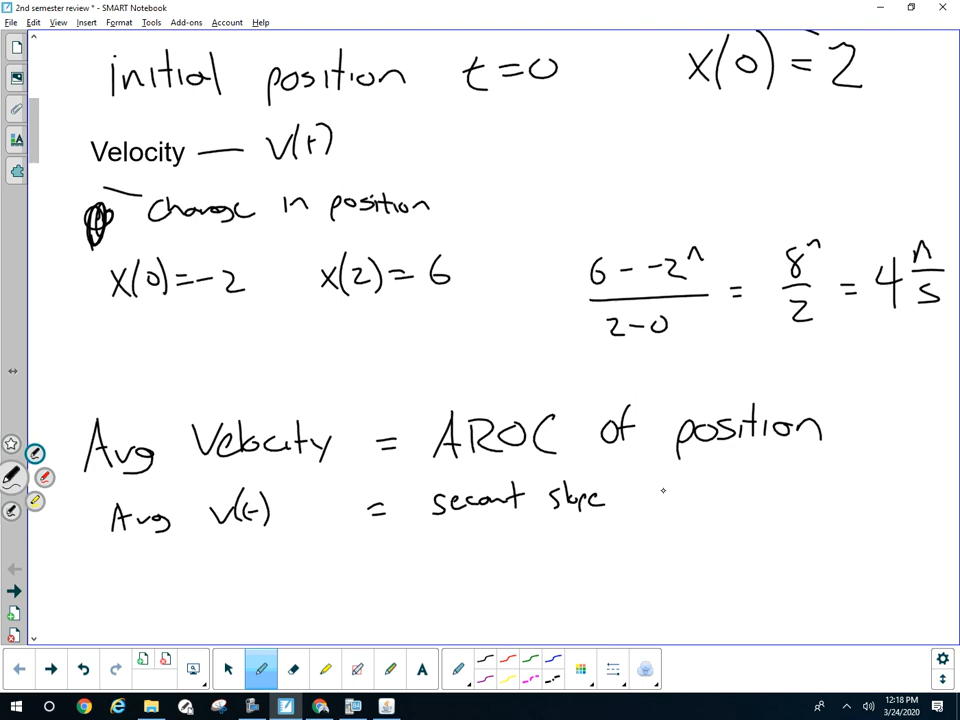 2nd semester review * - SMART Notebook
File Edit View Insert Format Tools Add-ons Account Help
initial position t=0 x(0) = 2
Velocity — v(t)
change in position
x(0) = -2 x(2) = 6 6 - -2 m / 2-0 = 8 m / 2 = 4 m/s
Avg Velocity = AROC of position
Avg v(t) = secant slope
A
12:18 PM
3/24/2020